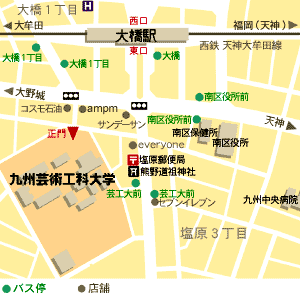 大橋１丁目
H
西口
大牟田
大橋駅
福岡(天神)
東口
西鉄 天神大牟田線
大橋１丁目
大橋
大橋１丁目
大野城
南区役所前
コスモ石油
ampm
サンデーサン
南区役所前
天神
正門
南区保健所
南区役所
everyone
塩原郵便局
熊野道祖神社
九州芸術工科大学
芸工大前
芸工大前
セブンイレブン
九州中央病院
塩原３丁目
バス停
店舗